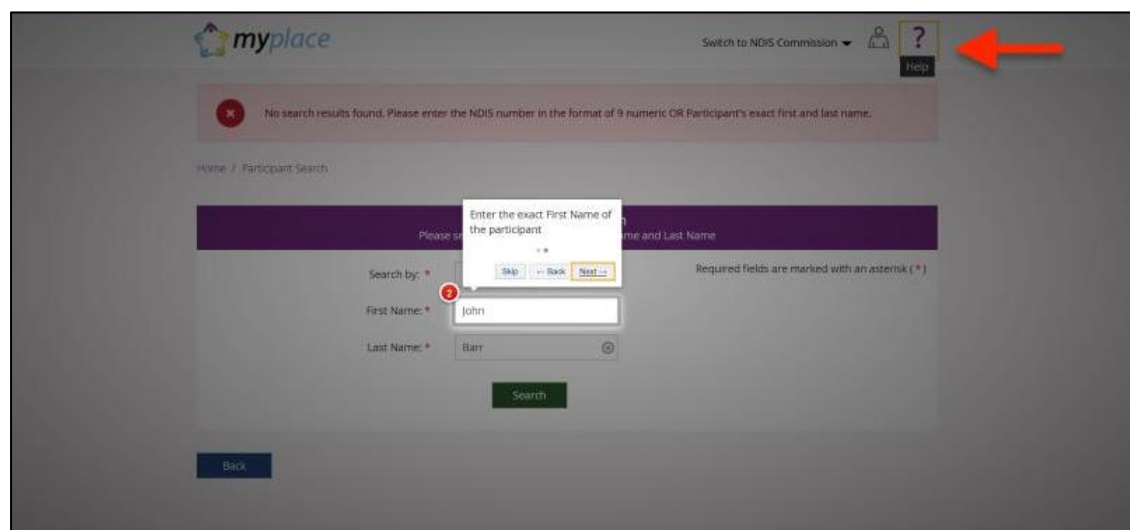 myplace
Switch to NDIS Commission
?
Help
No search results found. Please enter the NDIS number in the format of 9 numeric OR Participant's exact first and last name.
Home / Participant Search
Enter the exact First Name of
the participant
Please
me and Last Name
Skip
← Back
Next →
Search by: *
Required fields are marked with an asterisk (*)
2
First Name: *
John
Last Name: *
Barr
Search
Back